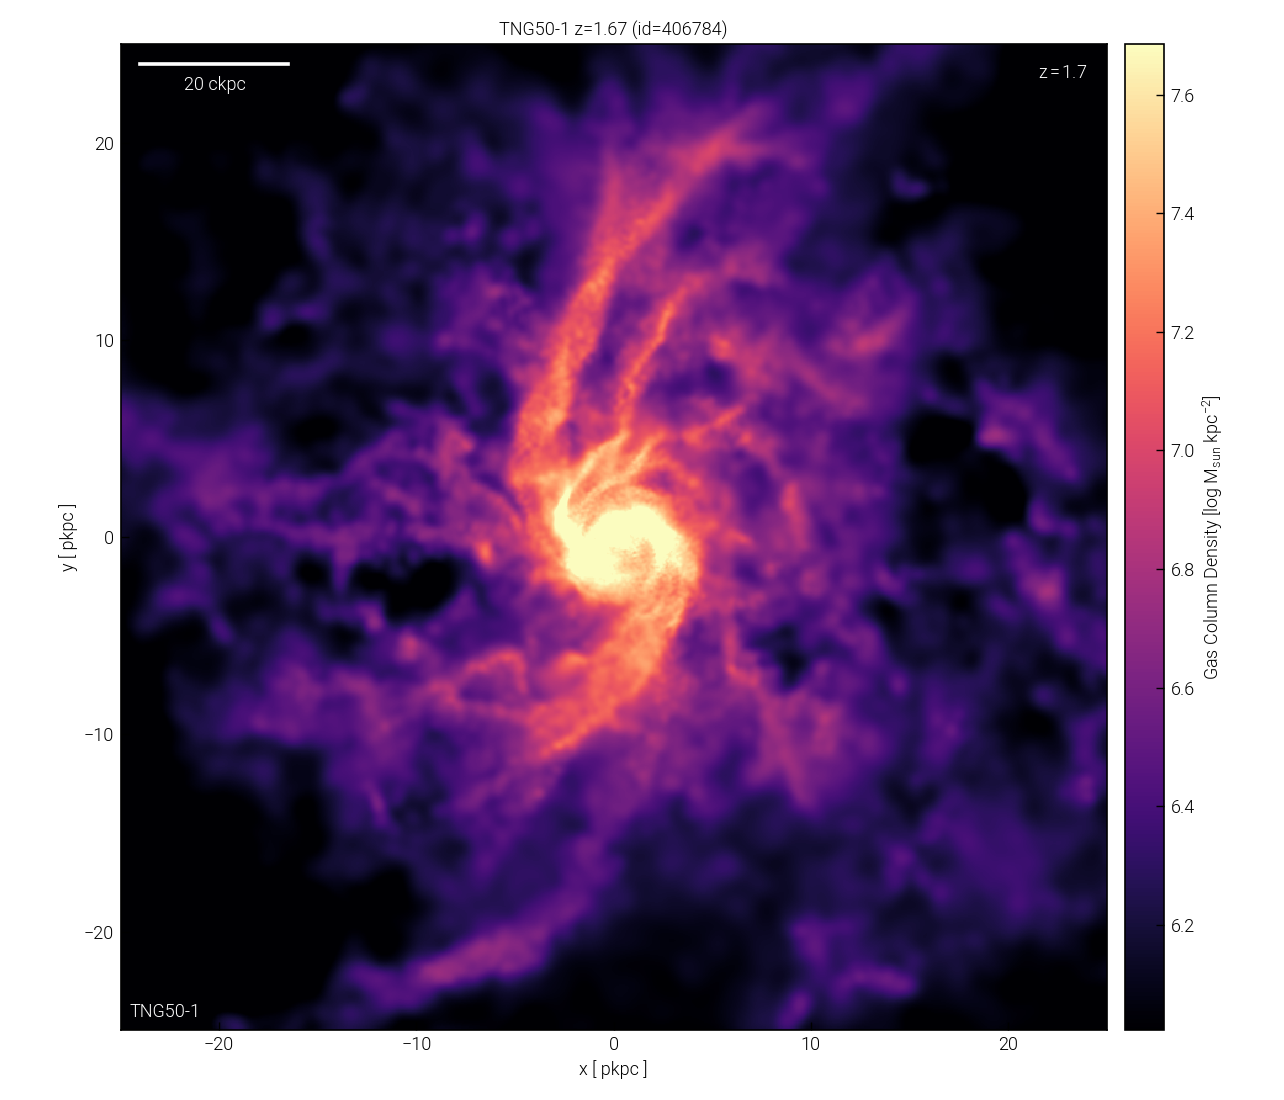 TNG50-1 z=1.67 (id=406784)
20 ckpc
z = 1.7
20
10
0
−10
−20
y [ pkpc ]
TNG50-1
−20
−10
0
10
20
x [ pkpc ]
7.6
7.4
7.2
7.0
6.8
6.6
6.4
6.2
Gas Column Density [log M_sun kpc^−2]